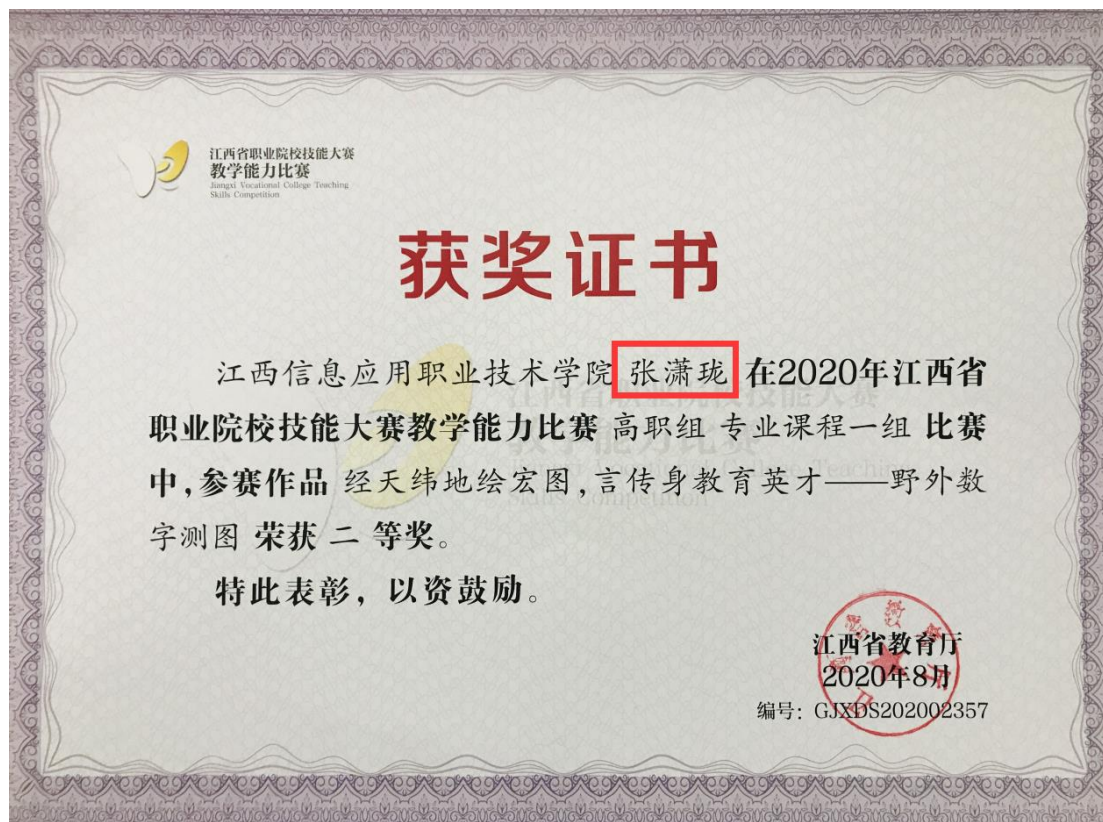 江西省职业院校技能大赛
教学能力比赛
Jiangxi Vocational College Teaching
Skills Competition
获奖证书
江西信息应用职业技术学院 张潇珑 在2020年江西省
职业院校技能大赛教学能力比赛 高职组 专业课程一组 比赛
中,参赛作品 经天纬地绘宏图,言传身教育英才——野外数
字测图 荣获 二 等奖。
特此表彰，以资鼓励。
江西省教育厅
2020年8月
编号：GJXDS202002357